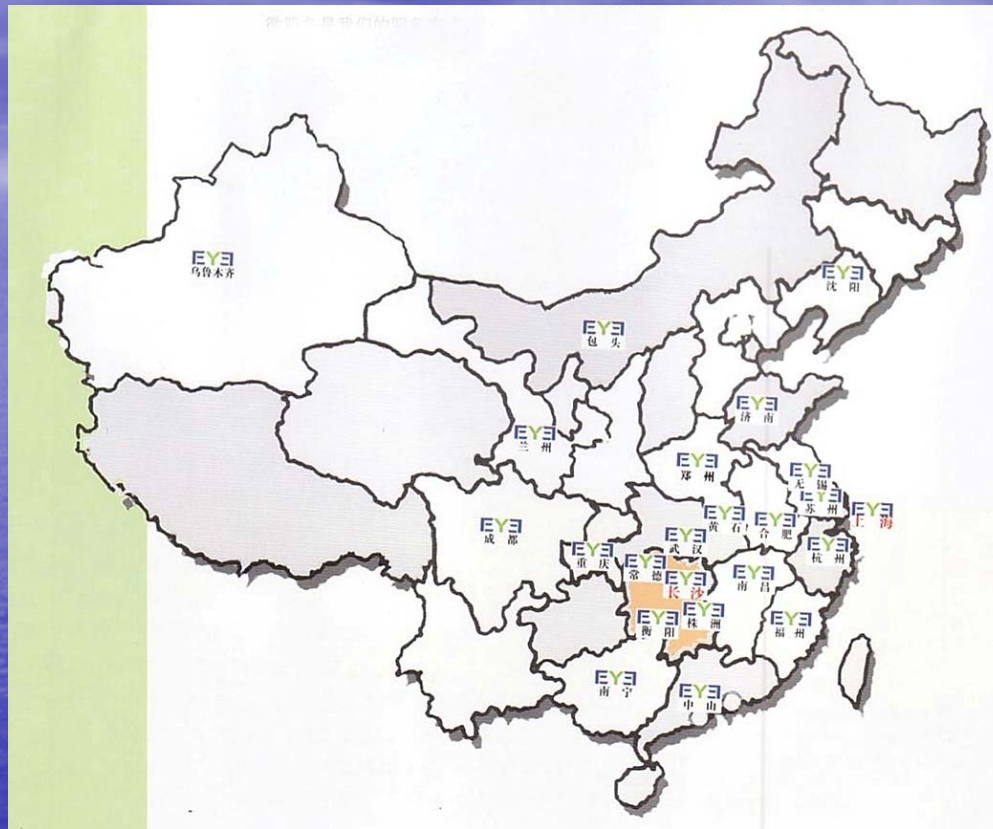 EYE
乌鲁木齐
EYE
沈 阳
EYE
包 头
EYE
济 南
EYE
兰 州
EYE
郑 州
EYE
无 锡
EYE
苏 州
EYE
上 海
EYE
黄 石
EYE
合 肥
EYE
成 都
EYE
武 汉
EYE
杭 州
EYE
重 庆
EYE
常 德
EYE
长 沙
EYE
南 昌
EYE
株 洲
EYE
衡 阳
EYE
福 州
EYE
南 宁
EYE
中 山